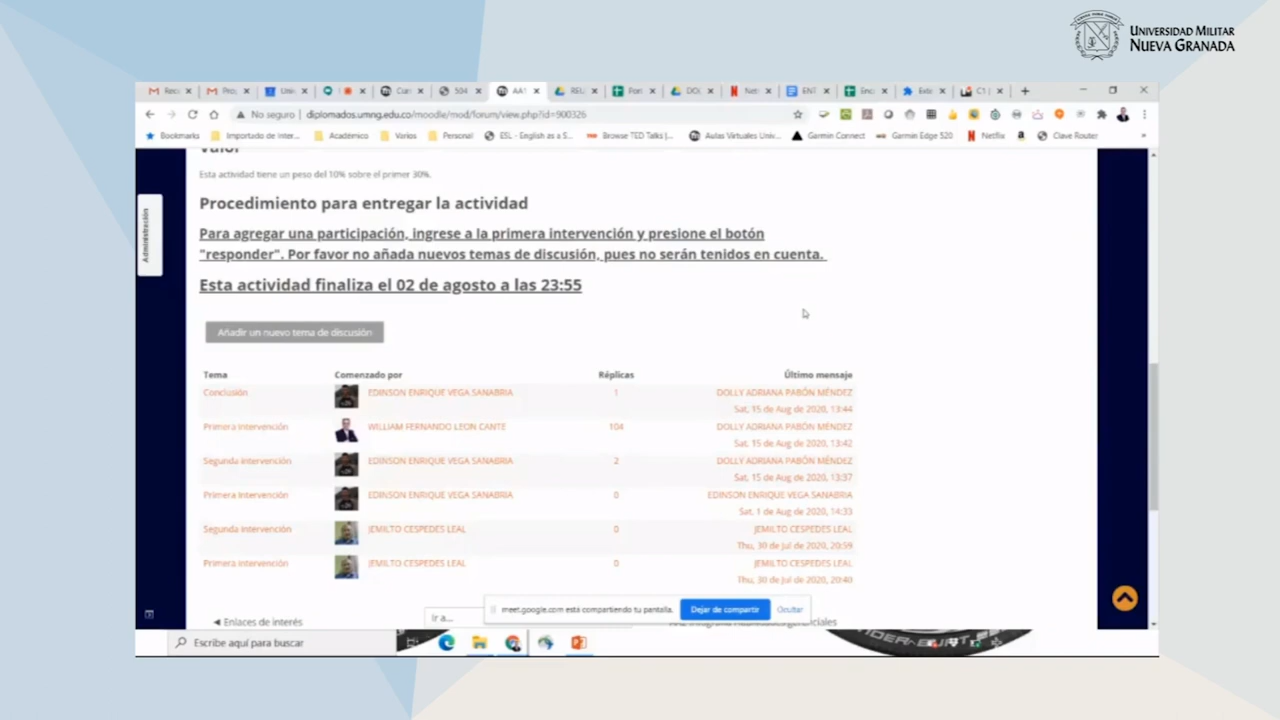 UNIVERSIDAD MILITAR
NUEVA GRANADA
No seguro | diplomados.umng.edu.co/moodle/mod/forum/view.php?id=900326
Bookmarks Importado de Inter... Académico Varios Personal ESL - English as a S... Browse TED Talks |... Aulas Virtuales Univ... Garmin Connect Garmin Edge 520 Netflix Clave Router
Valor
Esta actividad tiene un peso del 10% sobre el primer 30%.
Administración
Procedimiento para entregar la actividad
Para agregar una participación, ingrese a la primera intervención y presione el botón
"responder". Por favor no añada nuevos temas de discusión, pues no serán tenidos en cuenta.
Esta actividad finaliza el 02 de agosto a las 23:55
Añadir un nuevo tema de discusión
Tema Comenzado por Réplicas Último mensaje
Conclusión EDINSON ENRIQUE VEGA SANABRIA 1 DOLLY ADRIANA PABÓN MÉNDEZ
Sat, 15 de Aug de 2020, 13:44
Primera Intervención WILLIAM FERNANDO LEON CANTE 104 DOLLY ADRIANA PABÓN MÉNDEZ
Sat, 15 de Aug de 2020, 13:42
Segunda Intervención EDINSON ENRIQUE VEGA SANABRIA 2 DOLLY ADRIANA PABÓN MÉNDEZ
Sat, 15 de Aug de 2020, 13:37
Primera Intervención EDINSON ENRIQUE VEGA SANABRIA 0 EDINSON ENRIQUE VEGA SANABRIA
Sat, 1 de Aug de 2020, 14:33
Segunda Intervención JEMILTO CESPEDES LEAL 0 JEMILTO CESPEDES LEAL
Thu, 30 de Jul de 2020, 20:59
Primera Intervención JEMILTO CESPEDES LEAL 0 JEMILTO CESPEDES LEAL
Thu, 30 de Jul de 2020, 20:40
meet.google.com está compartiendo tu pantalla. Dejar de compartir Ocultar
◀ Enlaces de interés Ir a...
Escribe aquí para buscar